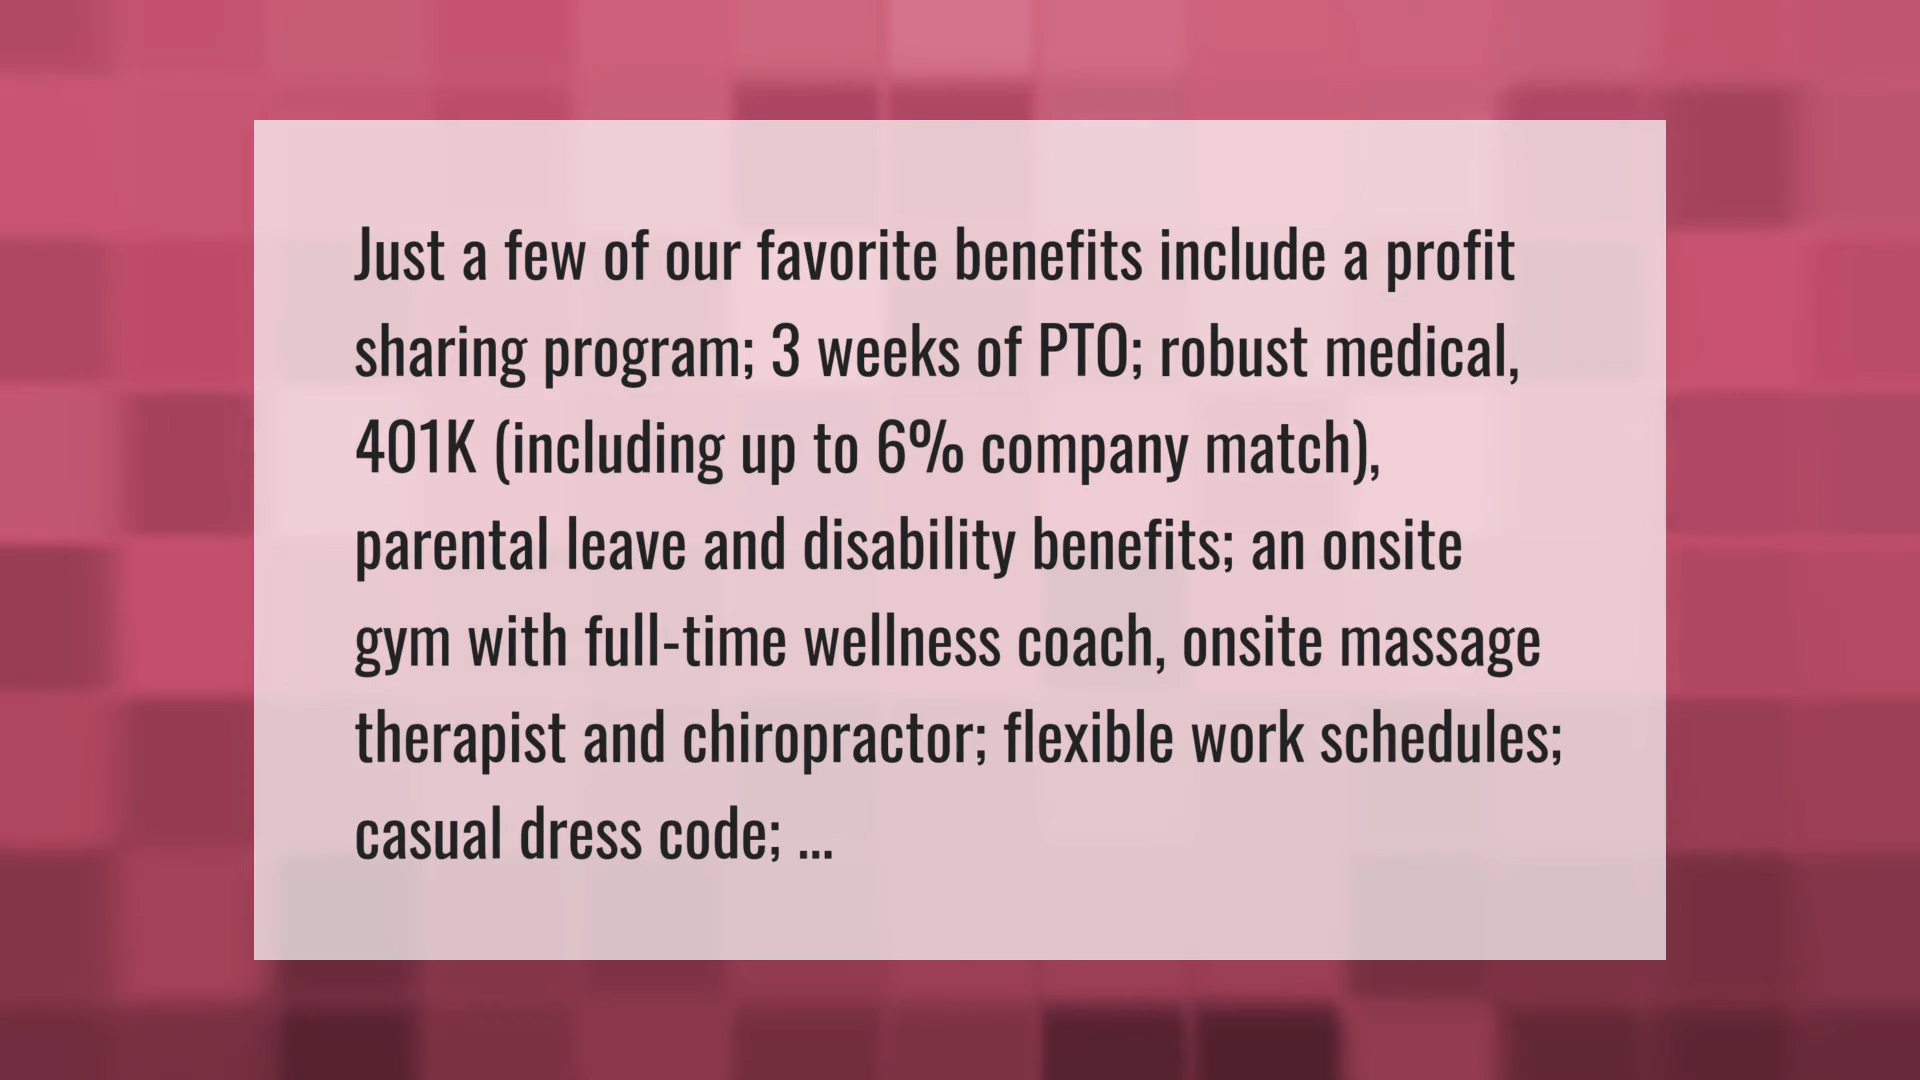 Just a few of our favorite benefits include a profit
sharing program; 3 weeks of PTO; robust medical,
401K (including up to 6% company match),
parental leave and disability benefits; an onsite
gym with full-time wellness coach, onsite massage
therapist and chiropractor; flexible work schedules;
casual dress code; ...